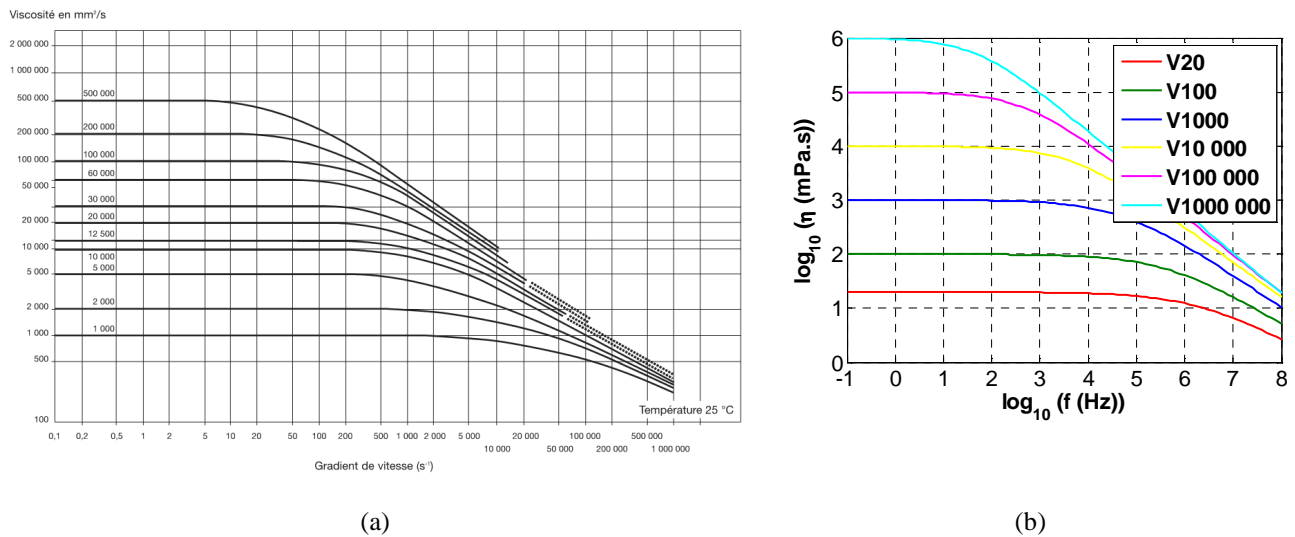 Viscosité en mm²/s
2 000 000
1 000 000
500 000
200 000
100 000
50 000
20 000
10 000
5 000
2 000
1 000
500
100
500 000
200 000
100 000
60 000
30 000
20 000
12 500
10 000
5 000
2 000
1 000
Température 25 °C
0,1 0,2 0,5 1 2 5 10 20 50 100 200 500 1 000 2 000 5 000 20 000 100 000 500 000
10 000 50 000 200 000 1 000 000
Gradient de vitesse (s⁻¹)
(a)
log10 (η (mPa.s))
6
5
4
3
2
1
0
V20
V100
V1000
V10 000
V100 000
V1000 000
-1 0 1 2 3 4 5 6 7 8
log10 (f (Hz))
(b)